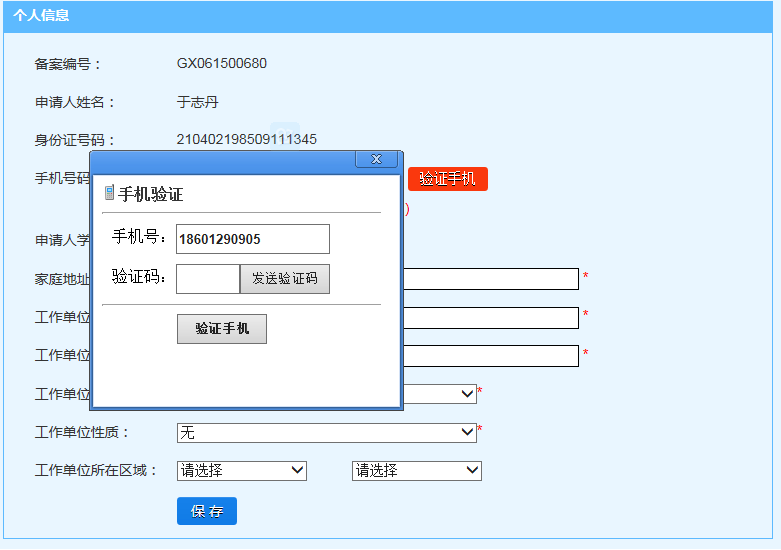 个人信息
备案编号： GX061500680
申请人姓名： 于志丹
身份证号码： 210402198509111345
手机号码 验证手机
)
手机验证
手机号： 18601290905
验证码： 发送验证码
验证手机
申请人学
家庭地址 *
工作单位 *
工作单位 *
工作单位 *
工作单位性质： 无 *
工作单位所在区域： 请选择 请选择
保 存